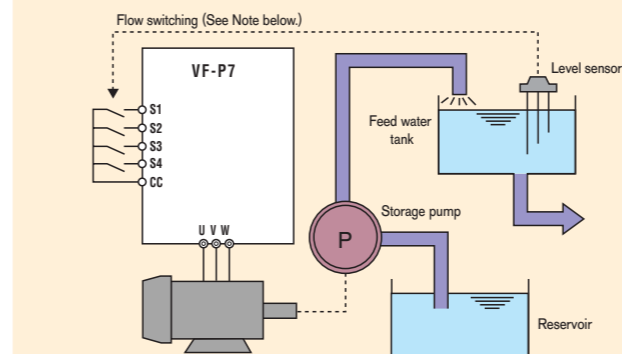 Flow switching (See Note below.)
VF-P7
Level sensor
S1
S2
S3
S4
CC
Feed water
tank
U V W
Storage pump
P
Reservoir